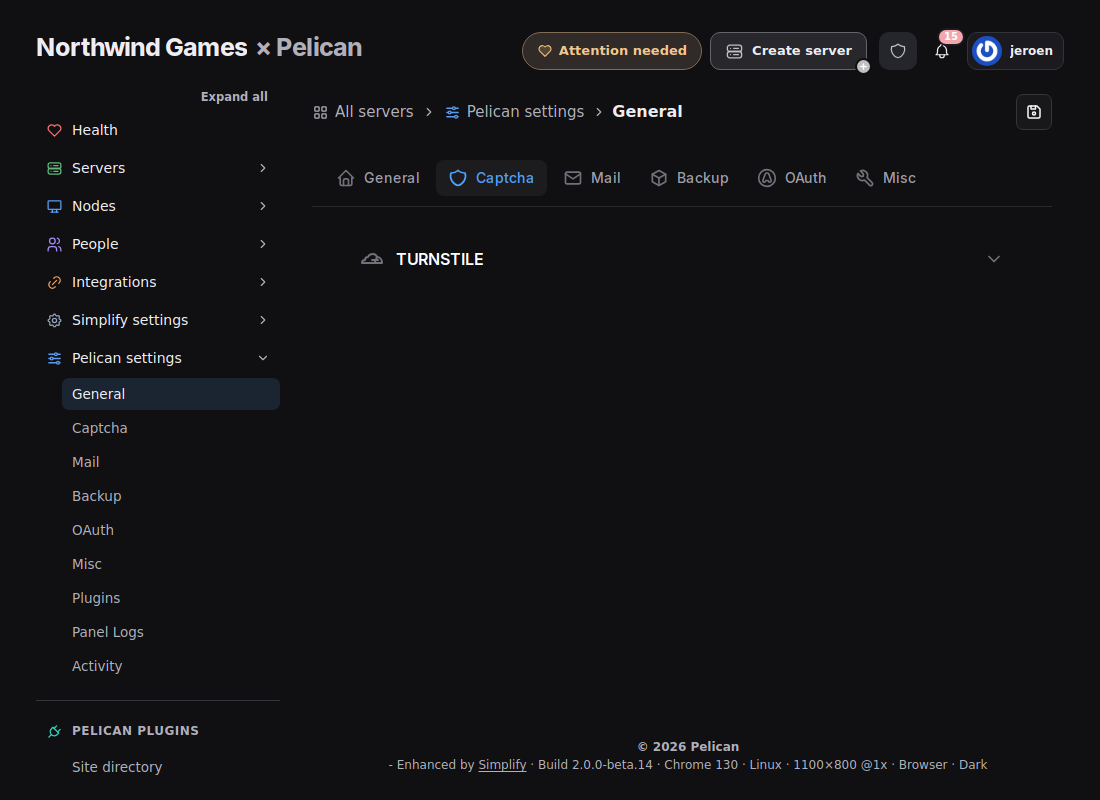 Northwind Games × Pelican
Attention needed
Create server
15
jeroen
Expand all
Health
Servers
Nodes
People
Integrations
Simplify settings
Pelican settings
General
Captcha
Mail
Backup
OAuth
Misc
Plugins
Panel Logs
Activity
PELICAN PLUGINS
Site directory
All servers > Pelican settings > General
General Captcha Mail Backup OAuth Misc
TURNSTILE
© 2026 Pelican
- Enhanced by Simplify · Build 2.0.0-beta.14 · Chrome 130 · Linux · 1100×800 @1x · Browser · Dark